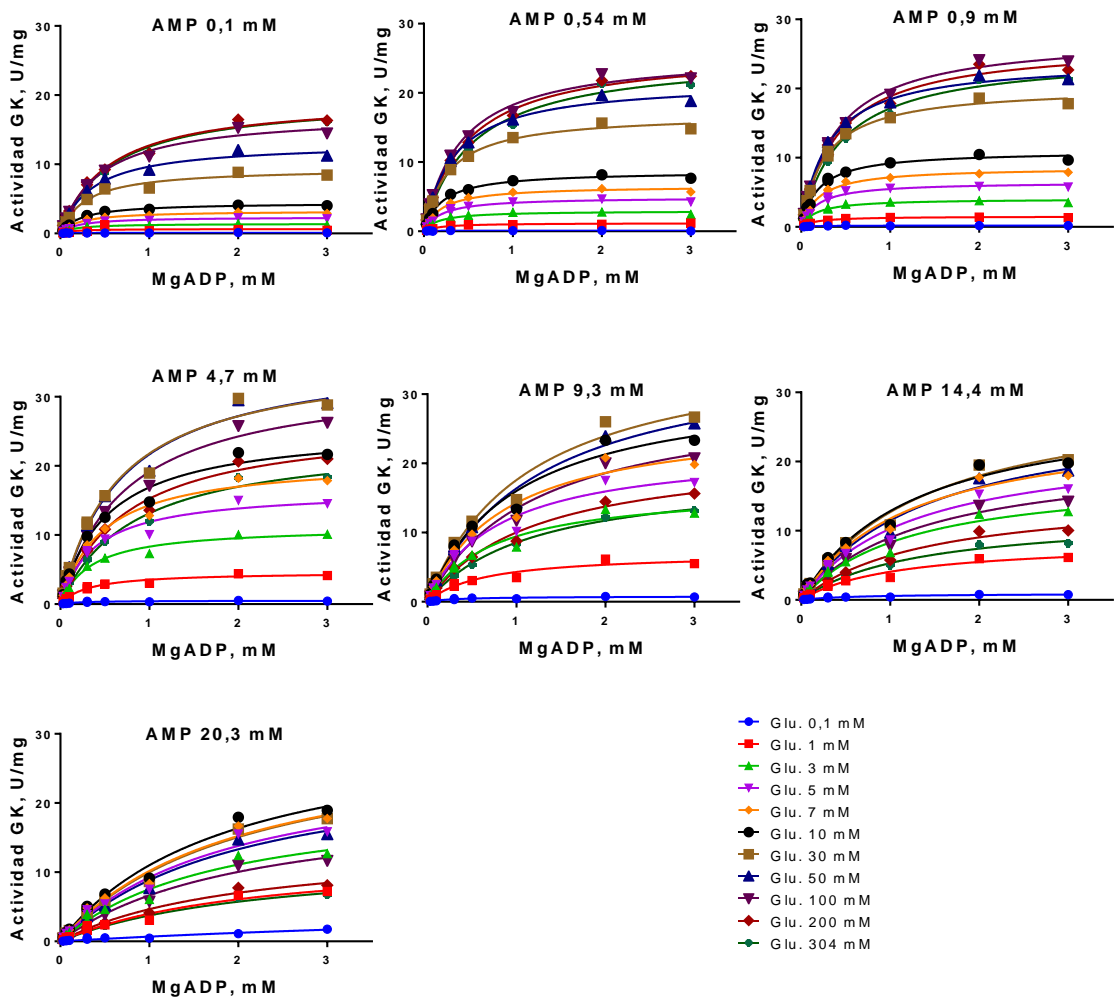 AMP 0,1 mM
Actividad GK, U/mg
30
20
10
0
0 1 2 3
MgADP, mM
AMP 0,54 mM
Actividad GK, U/mg
30
20
10
0
0 1 2 3
MgADP, mM
AMP 0,9 mM
Actividad GK, U/mg
30
20
10
0
0 1 2 3
MgADP, mM
AMP 4,7 mM
Actividad GK, U/mg
30
20
10
0
0 1 2 3
MgADP, mM
AMP 9,3 mM
Actividad GK, U/mg
30
20
10
0
0 1 2 3
MgADP, mM
AMP 14,4 mM
Actividad GK, U/mg
30
20
10
0
0 1 2 3
MgADP, mM
AMP 20,3 mM
Actividad GK, U/mg
30
20
10
0
0 1 2 3
MgADP, mM
Glu. 0,1 mM
Glu. 1 mM
Glu. 3 mM
Glu. 5 mM
Glu. 7 mM
Glu. 10 mM
Glu. 30 mM
Glu. 50 mM
Glu. 100 mM
Glu. 200 mM
Glu. 304 mM